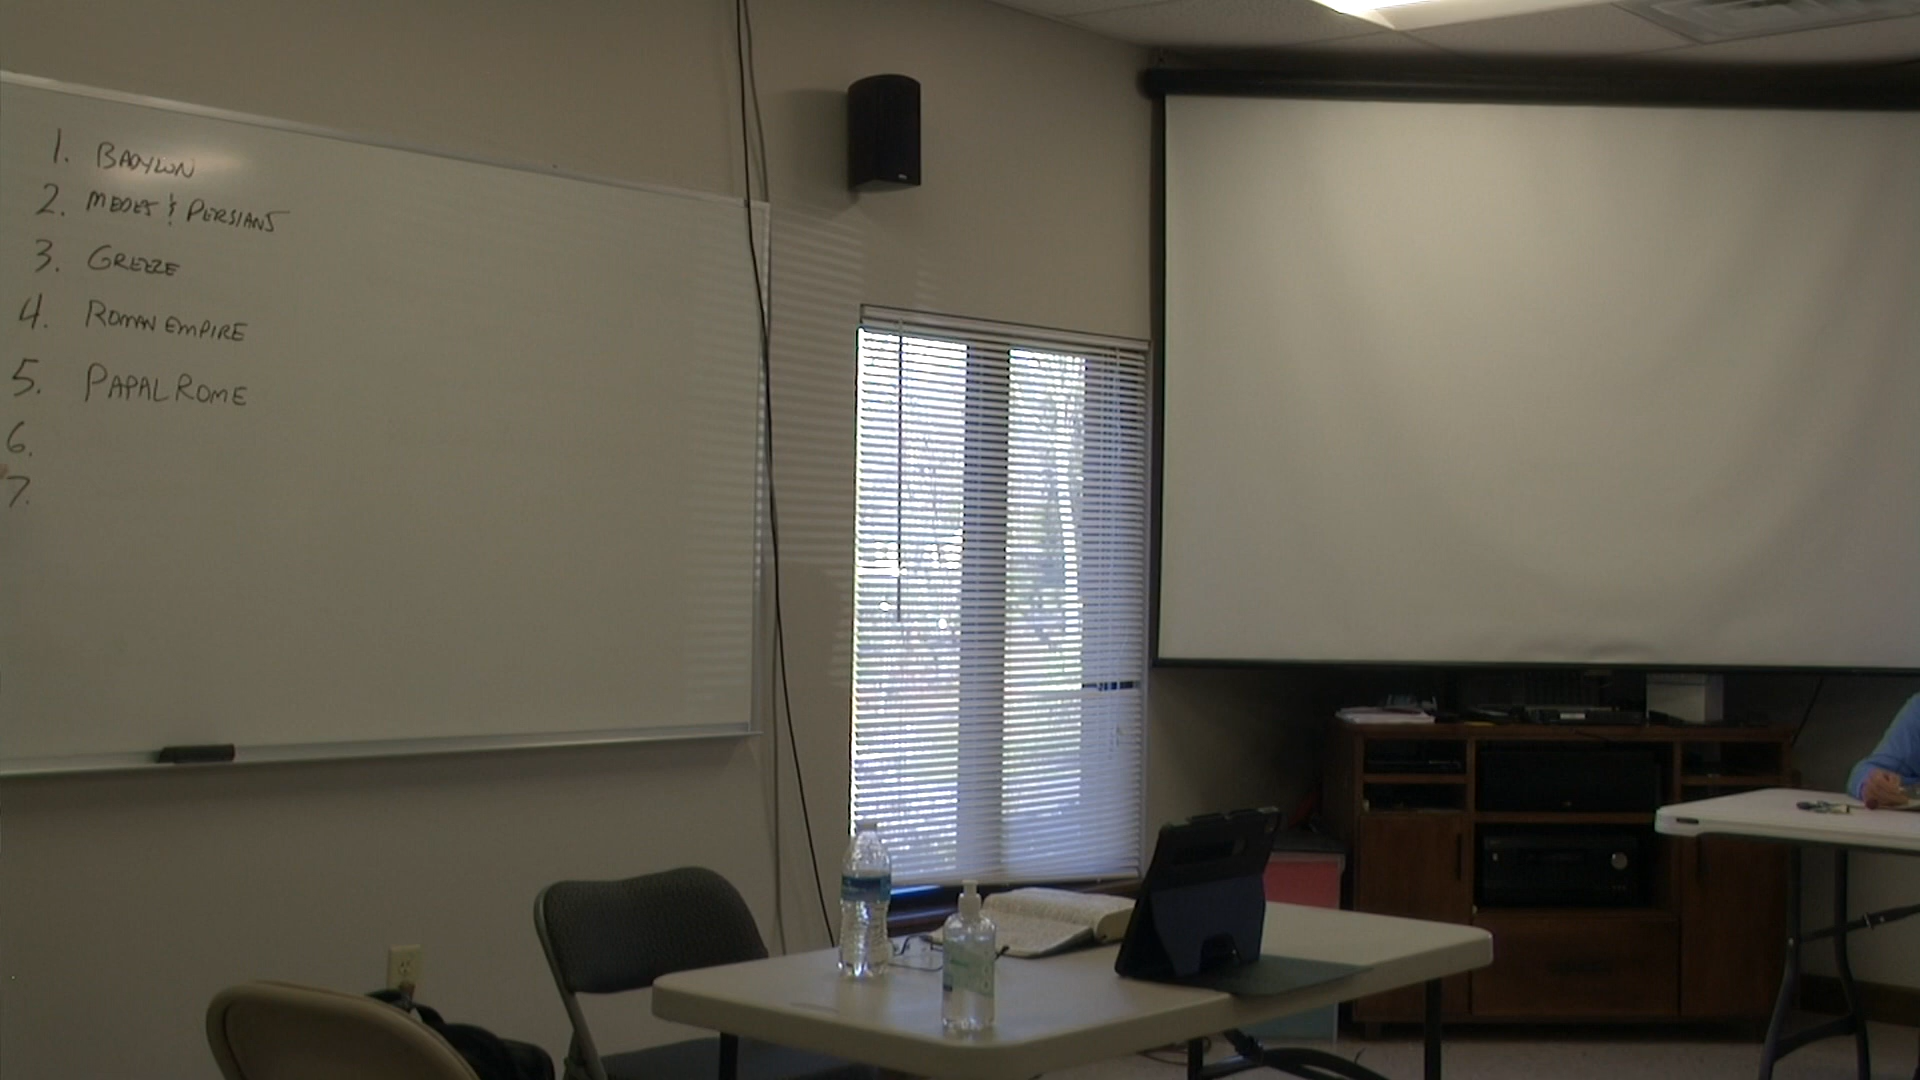 1. BABYLON
2. MEDES & PERSIANS
3. GREEZE
4. ROMAN EMPIRE
5. PAPAL ROME
6.
7.